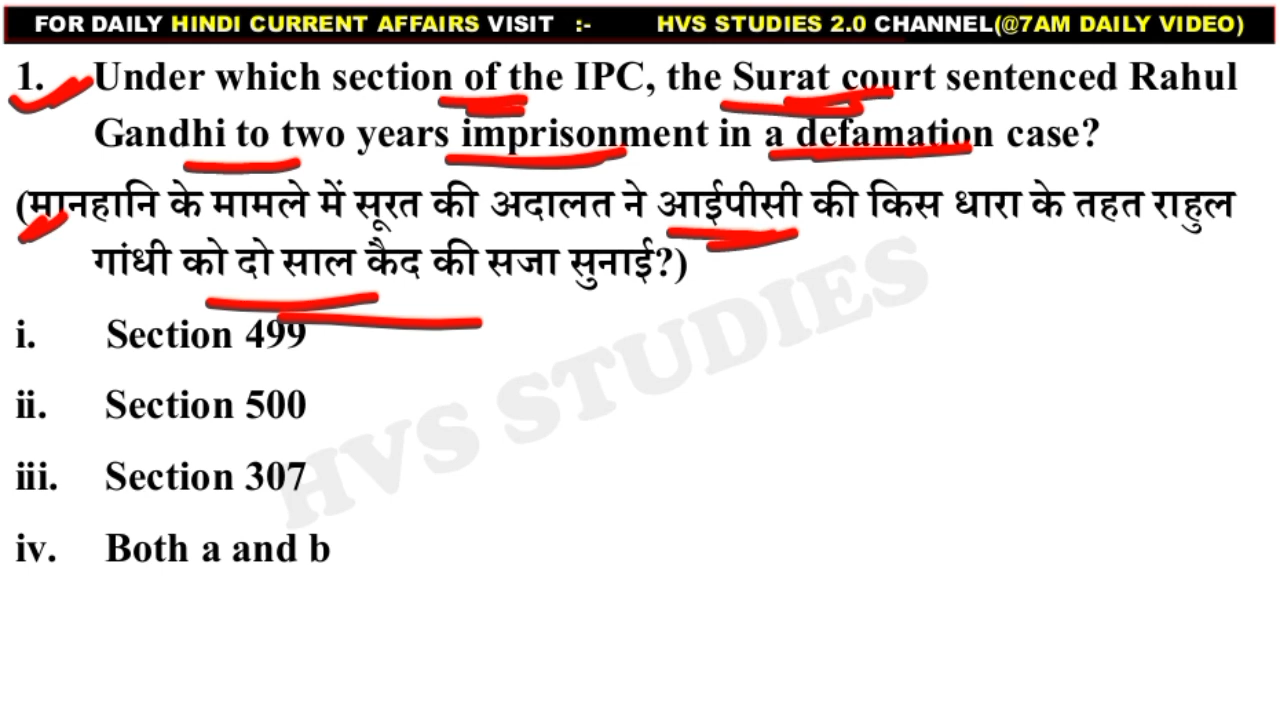 FOR DAILY HINDI CURRENT AFFAIRS VISIT :- HVS STUDIES 2.0 CHANNEL(@7AM DAILY VIDEO)
1. Under which section of the IPC, the Surat court sentenced Rahul
Gandhi to two years imprisonment in a defamation case?
(मानहानि के मामले में सूरत की अदालत ने आईपीसी की किस धारा के तहत राहुल
गांधी को दो साल कैद की सजा सुनाई?)
i. Section 499
ii. Section 500
iii. Section 307
iv. Both a and b
HVS STUDIES